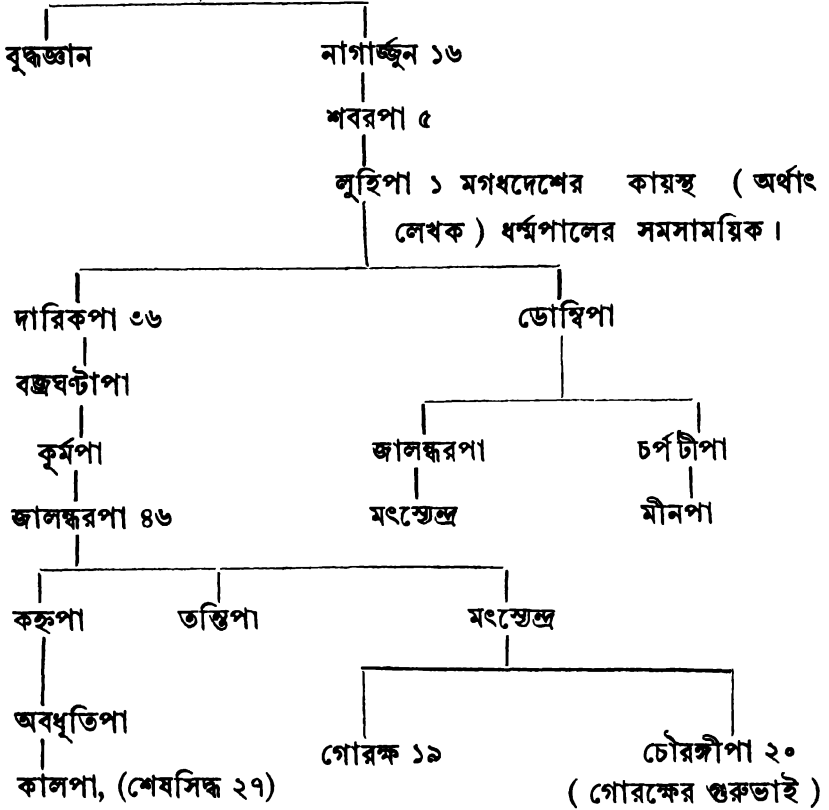 বুদ্ধজ্ঞান নাগার্জ্জুন ১৬
শবরপা ৫
লুহিপা ১ মগধদেশের কায়স্থ ( অর্থাৎ
লেখক ) ধর্ম্মপালের সমসাময়িক।
দারিকপা ৩৬ ডোম্বিপা
বজ্রঘণ্টাপা
কূর্মপা জালন্ধরপা চর্পটীপা
জালন্ধরপা ৪৬ মৎস্যেন্দ্র মীনপা
কহ্নপা তন্তিপা মৎস্যেন্দ্র
অবধূতিপা
গোরক্ষ ১৯ চৌরঙ্গীপা ২০
কালপা, (শেষসিদ্ধ ২৭) ( গোরক্ষের গুরুভাই )